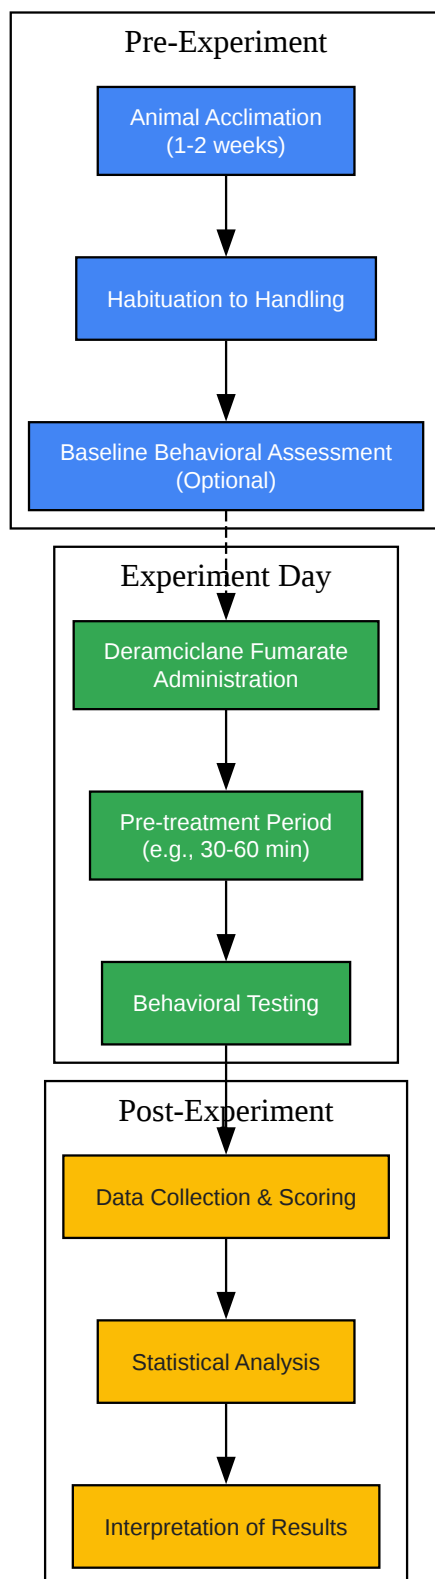 Pre-Experiment
Animal Acclimation
(1-2 weeks)
Habituation to Handling
Baseline Behavioral Assessment
(Optional)
Experiment Day
Deramciclane Fumarate
Administration
Pre-treatment Period
(e.g., 30-60 min)
Behavioral Testing
Post-Experiment
Data Collection & Scoring
Statistical Analysis
Interpretation of Results